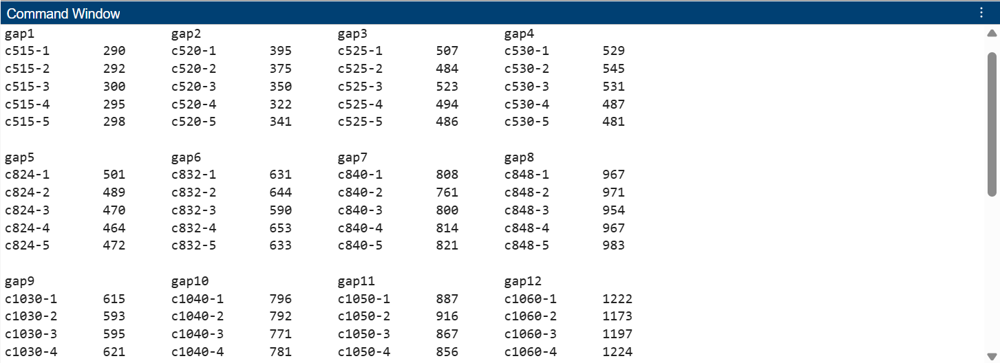 Command Window
gap1 gap2 gap3 gap4
c515-1 290 c520-1 395 c525-1 507 c530-1 529
c515-2 292 c520-2 375 c525-2 484 c530-2 545
c515-3 300 c520-3 350 c525-3 523 c530-3 531
c515-4 295 c520-4 322 c525-4 494 c530-4 487
c515-5 298 c520-5 341 c525-5 486 c530-5 481
gap5 gap6 gap7 gap8
c824-1 501 c832-1 631 c840-1 808 c848-1 967
c824-2 489 c832-2 644 c840-2 761 c848-2 971
c824-3 470 c832-3 590 c840-3 800 c848-3 954
c824-4 464 c832-4 653 c840-4 814 c848-4 967
c824-5 472 c832-5 633 c840-5 821 c848-5 983
gap9 gap10 gap11 gap12
c1030-1 615 c1040-1 796 c1050-1 887 c1060-1 1222
c1030-2 593 c1040-2 792 c1050-2 916 c1060-2 1173
c1030-3 595 c1040-3 771 c1050-3 867 c1060-3 1197
c1030-4 621 c1040-4 781 c1050-4 856 c1060-4 1224